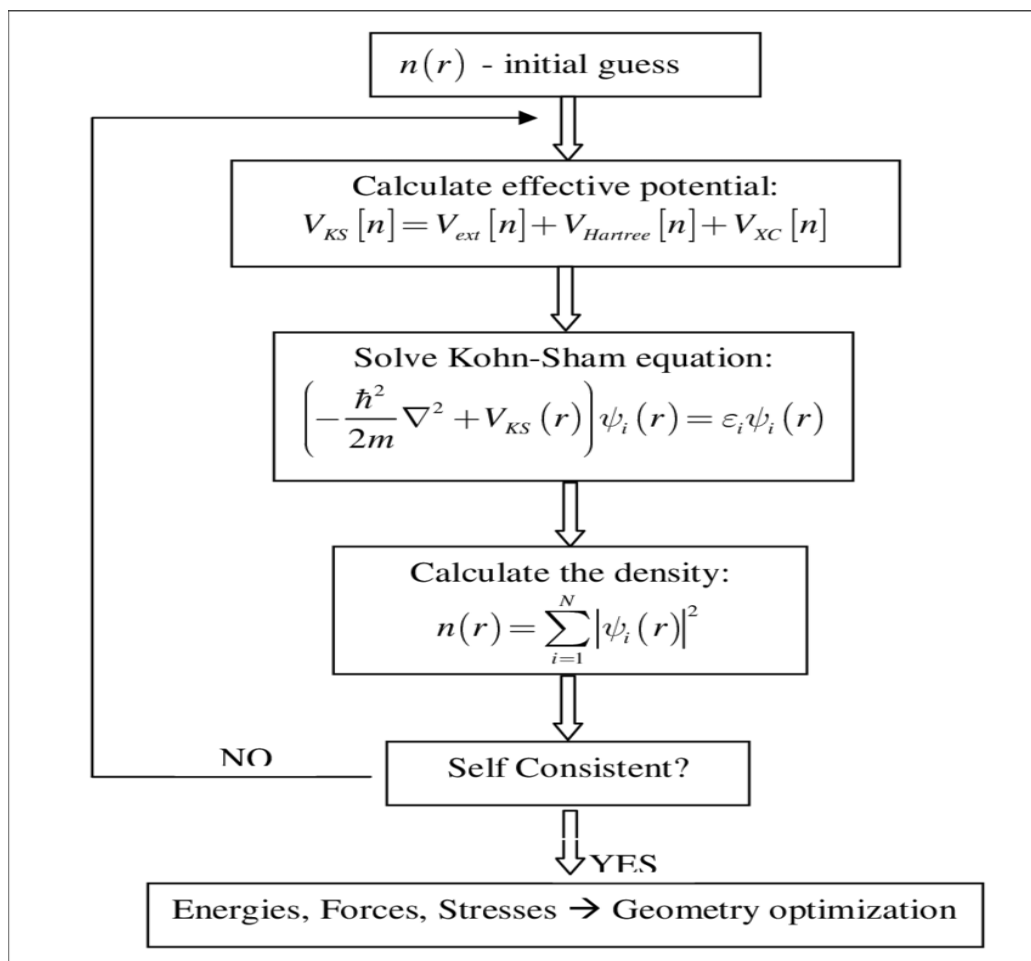 n(r) - initial guess
Calculate effective potential:
V_KS [n] = V_ext [n] + V_Hartree [n] + V_XC [n]
Solve Kohn-Sham equation:
(-ħ²/2m ∇² + V_KS (r)) ψ_i (r) = ε_i ψ_i (r)
Calculate the density:
n(r) = ∑_{i=1}^{N} |ψ_i (r)|²
NO
Self Consistent?
YES
Energies, Forces, Stresses → Geometry optimization